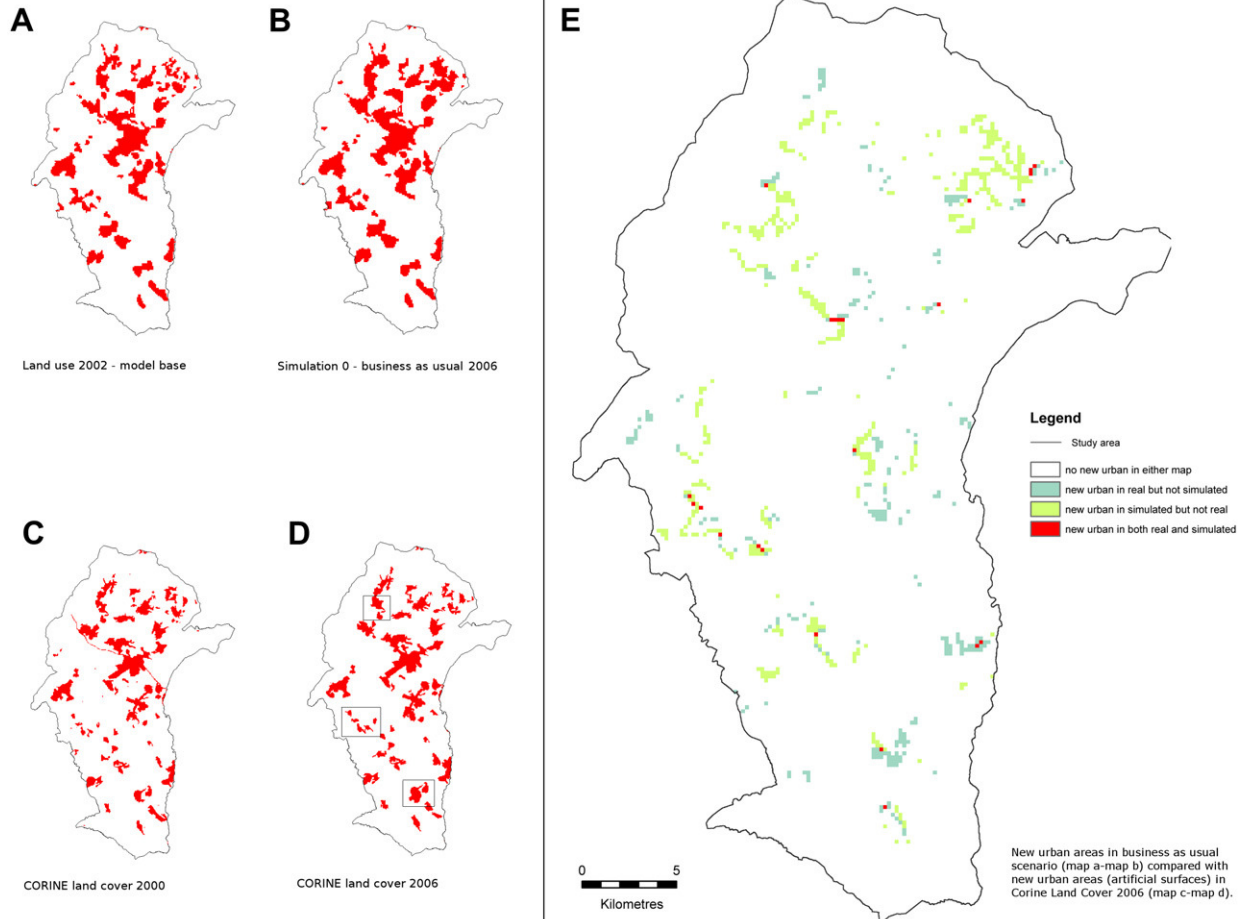 A
B
Land use 2002 - model base
Simulation 0 - business as usual 2006
C
D
CORINE land cover 2000
CORINE land cover 2006
E
Legend
Study area
no new urban in either map
new urban in real but not simulated
new urban in simulated but not real
new urban in both real and simulated
0 5
Kilometres
New urban areas in business as usual
scenario (map a-map b) compared with
new urban areas (artificial surfaces) in
Corine Land Cover 2006 (map c-map d).